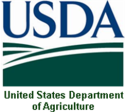 USDA
United States Department
of Agriculture